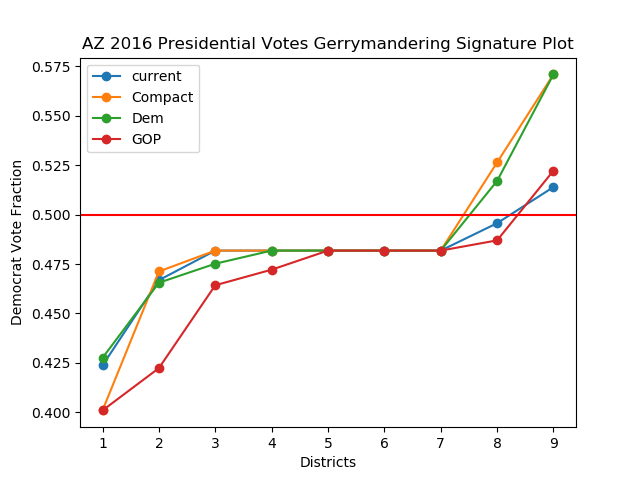 AZ 2016 Presidential Votes Gerrymandering Signature Plot
current
Compact
Dem
GOP
0.575
0.550
0.525
0.500
0.475
0.450
0.425
0.400
Democrat Vote Fraction
1 2 3 4 5 6 7 8 9
Districts